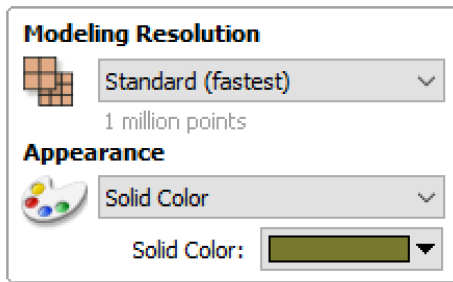 Modeling Resolution
Standard (fastest)
1 million points
Appearance
Solid Color
Solid Color: